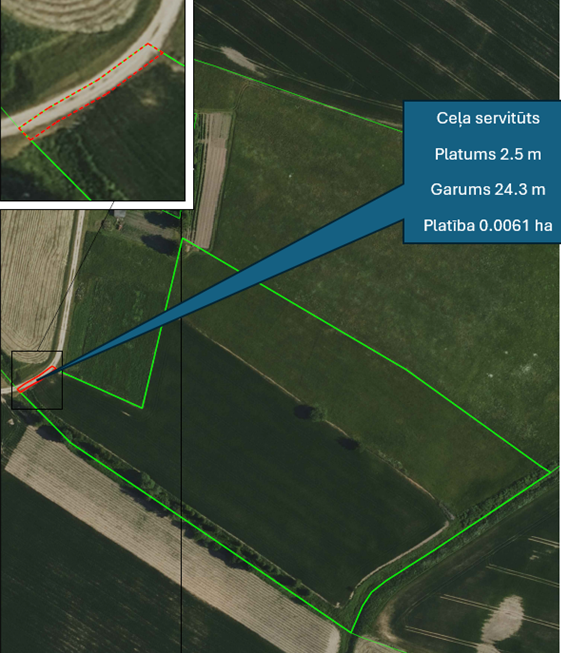 Ceļa servitūts
Platums 2.5 m
Garums 24.3 m
Platība 0.0061 ha